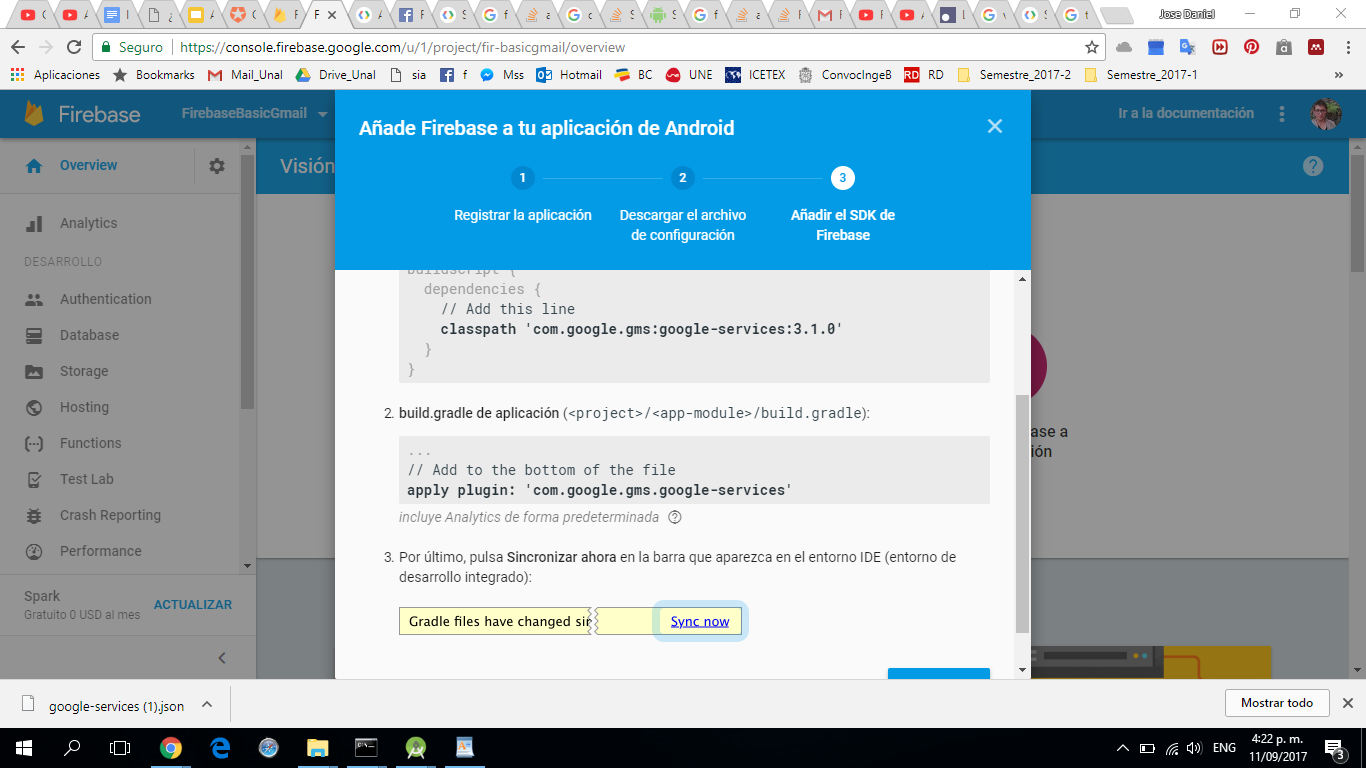 Jose Daniel
Seguro
https://console.firebase.google.com/u/1/project/fir-basicgmail/overview
Aplicaciones Bookmarks Mail_Unal Drive_Unal sia f Mss Hotmail BC UNE ICETEX ConvocIngeB RD RD Semestre_2017-2 Semestre_2017-1 »
Firebase FirebaseBasicGmail
Ir a la documentación
Añade Firebase a tu aplicación de Android
1 2 3
Registrar la aplicación
Descargar el archivo
de configuración
Añadir el SDK de
Firebase
Overview
Visión
Analytics
DESARROLLO
Authentication
Database
Storage
Hosting
Functions
Test Lab
Crash Reporting
Performance
Spark
Gratuito 0 USD al mes
ACTUALIZAR
buildscript {
dependencies {
// Add this line
classpath 'com.google.gms:google-services:3.1.0'
}
}
2. build.gradle de aplicación (<project>/<app-module>/build.gradle):
...
// Add to the bottom of the file
apply plugin: 'com.google.gms.google-services'
incluye Analytics de forma predeterminada ?
3. Por último, pulsa Sincronizar ahora en la barra que aparezca en el entorno IDE (entorno de
desarrollo integrado):
Gradle files have changed sin
Sync now
ase a
ión
google-services (1).json
Mostrar todo
ENG
4:22 p. m.
11/09/2017
3